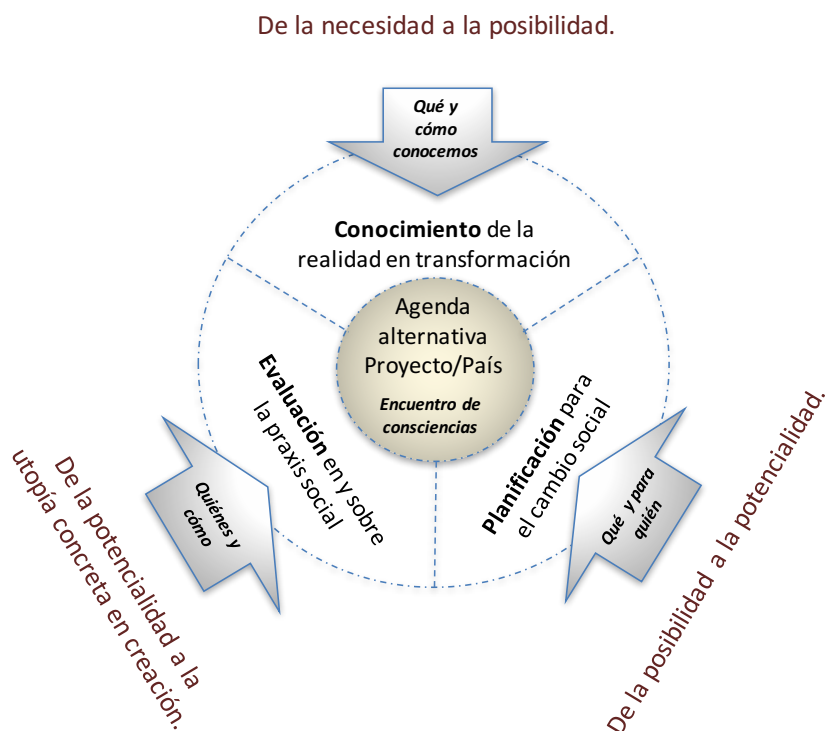 De la necesidad a la posibilidad.
Qué y
cómo
conocemos
Conocimiento de la
realidad en transformación
Agenda
alternativa
Proyecto/País
Encuentro de
consciencias
Evaluación en y sobre
la praxis social
Planificación para
el cambio social
Quiénes y
cómo
Qué y para
quién
De la potencialidad a la
utopía concreta en creación.
De la posibilidad a la potencialidad.